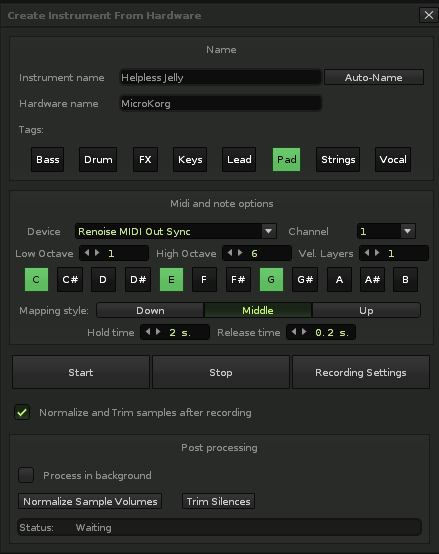 Create Instrument From Hardware
Name
Instrument name Helpless Jelly Auto-Name
Hardware name MicroKorg
Tags:
Bass Drum FX Keys Lead Pad Strings Vocal
Midi and note options
Device Renoise MIDI Out Sync Channel 1
Low Octave 1 High Octave 6 Vel. Layers 1
C C# D D# E F F# G G# A A# B
Mapping style: Down Middle Up
Hold time 2 s. Release time 0.2 s.
Start Stop Recording Settings
Normalize and Trim samples after recording
Post processing
Process in background
Normalize Sample Volumes Trim Silences
Status: Waiting